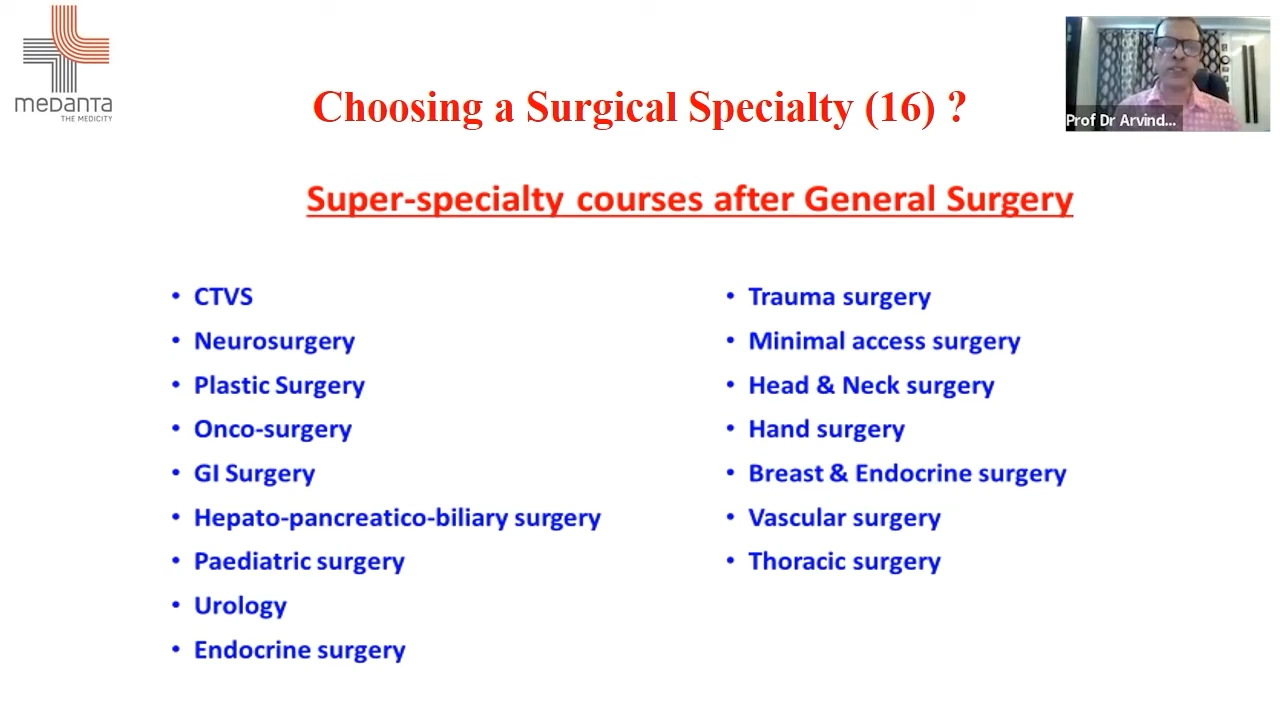 medanta
THE MEDICITY
Prof Dr Arvind...
Choosing a Surgical Specialty (16) ?
Super-specialty courses after General Surgery
• CTVS
• Neurosurgery
• Plastic Surgery
• Onco-surgery
• GI Surgery
• Hepato-pancreatico-biliary surgery
• Paediatric surgery
• Urology
• Endocrine surgery
• Trauma surgery
• Minimal access surgery
• Head & Neck surgery
• Hand surgery
• Breast & Endocrine surgery
• Vascular surgery
• Thoracic surgery